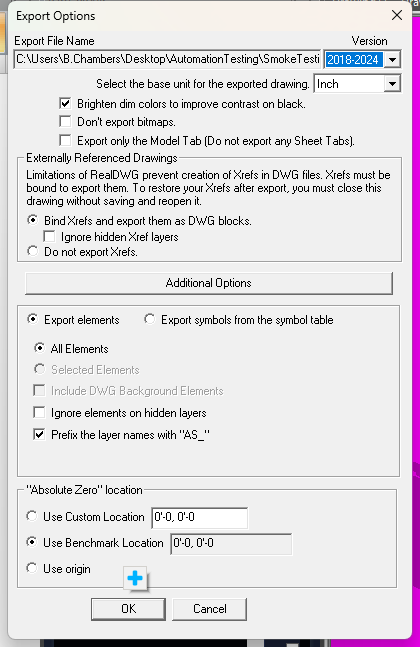 Export Options
Export File Name
Version
C:\Users\B.Chambers\Desktop\AutomationTesting\SmokeTesti
2018-2024
Select the base unit for the exported drawing.
Inch
Brighten dim colors to improve contrast on black.
Don't export bitmaps.
Export only the Model Tab (Do not export any Sheet Tabs).
Externally Referenced Drawings
Limitations of RealDWG prevent creation of Xrefs in DWG files. Xrefs must be
bound to export them. To restore your Xrefs after export, you must close this
drawing without saving and reopen it.
Bind Xrefs and export them as DWG blocks.
Ignore hidden Xref layers
Do not export Xrefs.
Additional Options
Export elements
Export symbols from the symbol table
All Elements
Selected Elements
Include DWG Background Elements
Ignore elements on hidden layers
Prefix the layer names with "AS_"
"Absolute Zero" location
Use Custom Location
0'-0, 0'-0
Use Benchmark Location
0'-0, 0'-0
Use origin
OK
Cancel